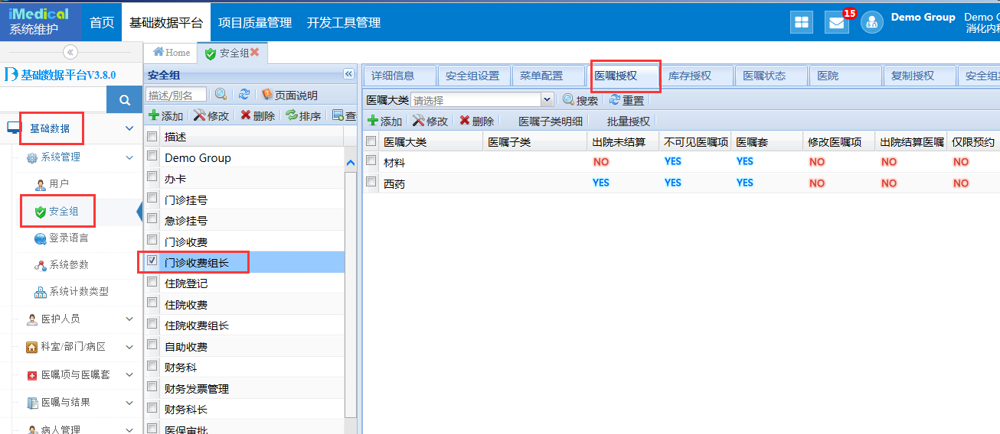 iMedical
系统维护
首页
基础数据平台
项目质量管理
开发工具管理
15
Demo Group
Demo G
消化内科
基础数据平台V3.8.0
基础数据
系统管理
用户
安全组
登录语言
系统参数
系统计数类型
医护人员
科室/部门/病区
医嘱项与医嘱套
医嘱与结果
病人管理
Home
安全组
安全组
描述/别名
页面说明
添加
修改
删除
排序
查
描述
Demo Group
办卡
门诊挂号
急诊挂号
门诊收费
门诊收费组长
住院登记
住院收费
住院收费组长
自助收费
财务科
财务发票管理
财务科长
医保审批
详细信息
安全组设置
菜单配置
医嘱授权
库存授权
医嘱状态
医院
复制授权
安全组
医嘱大类
请选择
搜索
重置
添加
修改
删除
医嘱子类明细
批量授权
医嘱大类 医嘱子类 出院未结算 不可见医嘱项 医嘱套 修改医嘱项 出院结算医嘱 仅限预约
材料 NO YES YES NO NO NO
西药 YES YES YES NO NO NO